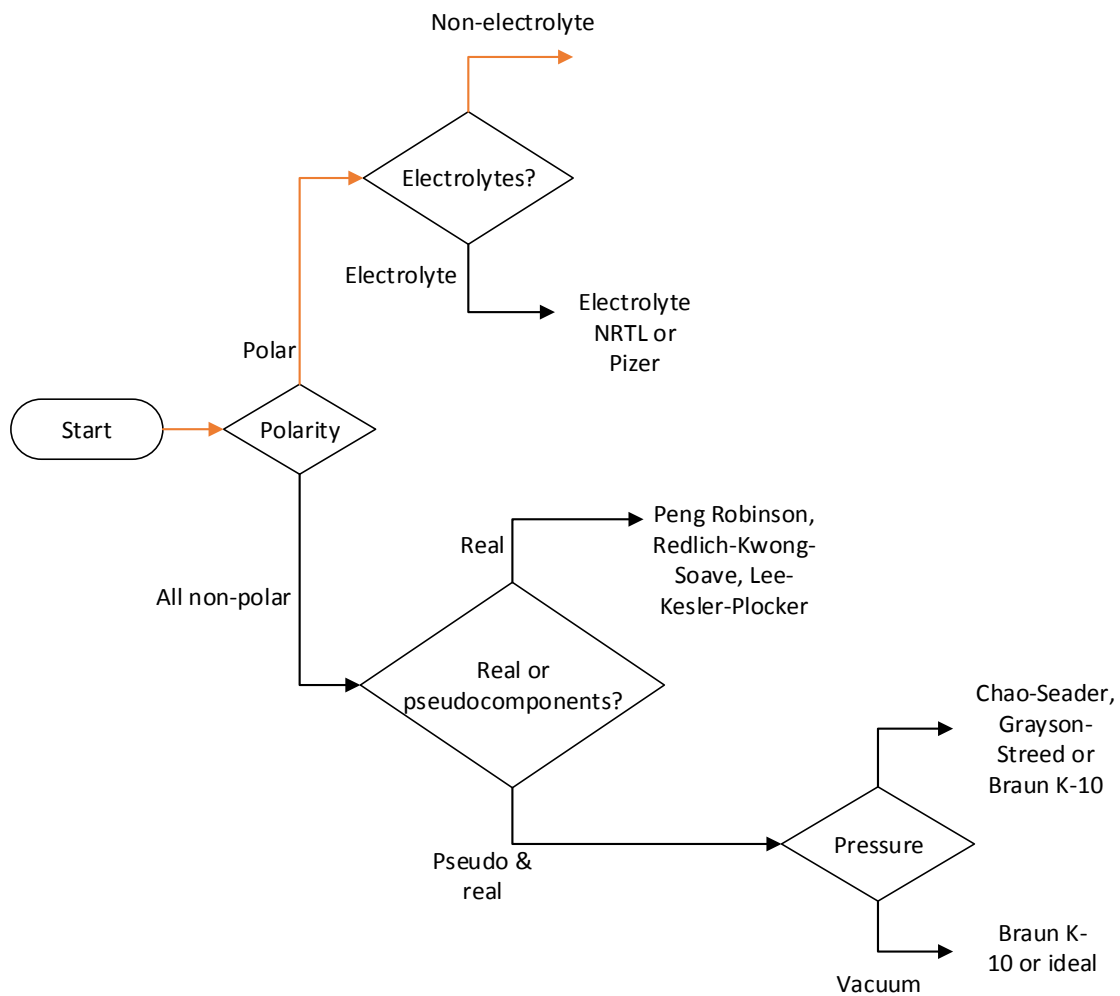 Non-electrolyte
Electrolytes?
Electrolyte
Electrolyte
NRTL or
Pizer
Polar
Start
Polarity
Peng Robinson,
Redlich-Kwong-
Soave, Lee-
Kesler-Plocker
Real
All non-polar
Real or
pseudocomponents?
Chao-Seader,
Grayson-
Streed or
Braun K-10
Pressure
Pseudo &
real
Braun K-
10 or ideal
Vacuum